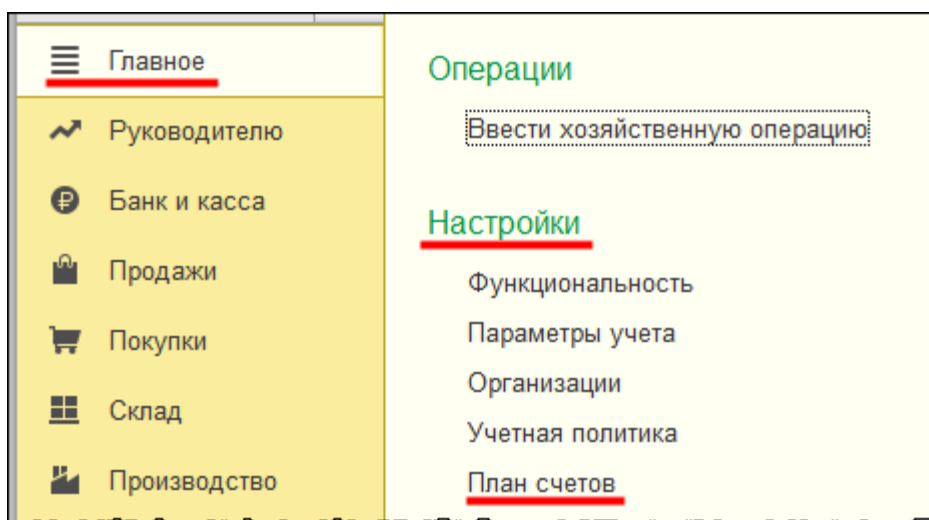 Главное
Руководителю
Банк и касса
Продажи
Покупки
Склад
Производство
Операции
Ввести хозяйственную операцию
Настройки
Функциональность
Параметры учета
Организации
Учетная политика
План счетов